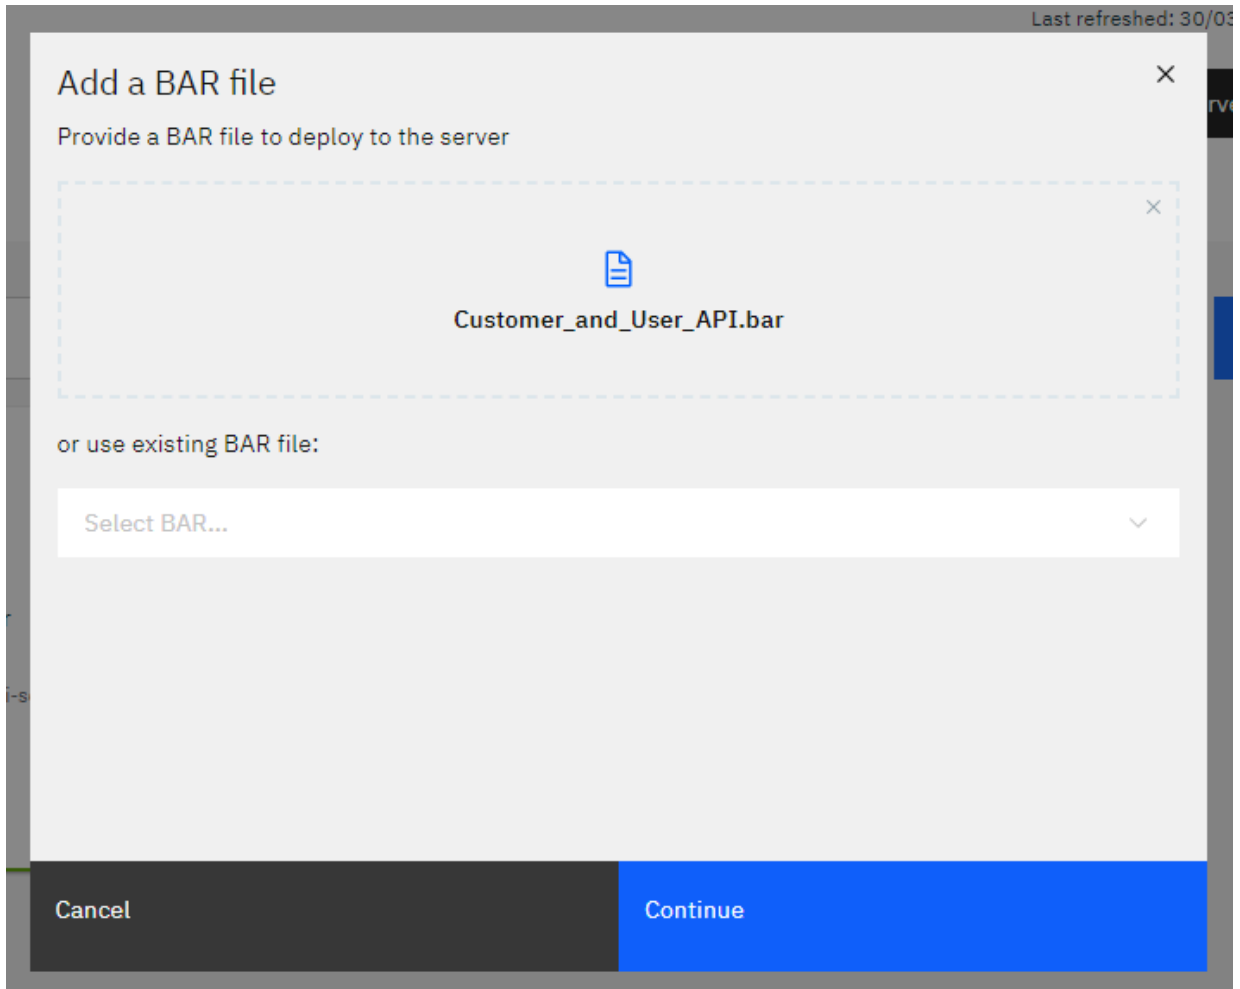 Last refreshed: 30/03
Add a BAR file
Provide a BAR file to deploy to the server
Customer_and_User_API.bar
or use existing BAR file:
Select BAR...
Cancel
Continue